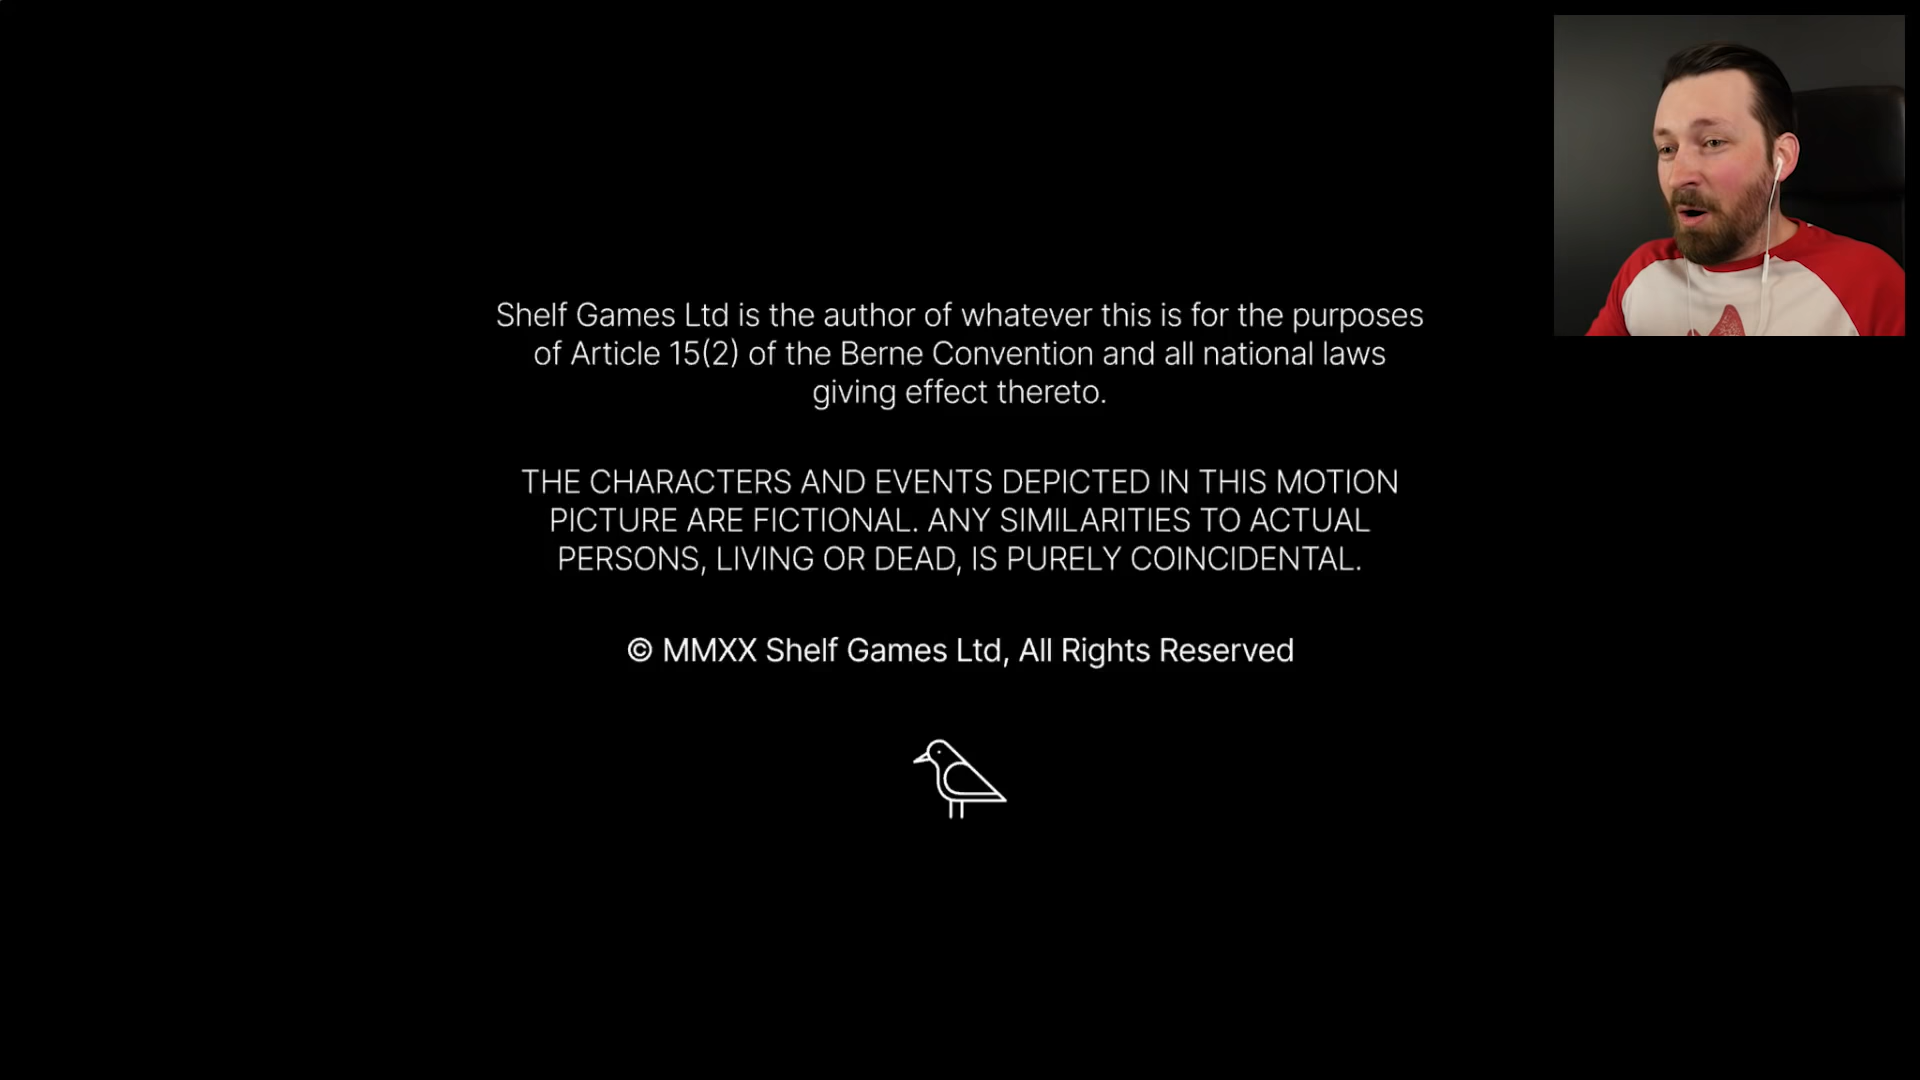 Shelf Games Ltd is the author of whatever this is for the purposes
of Article 15(2) of the Berne Convention and all national laws
giving effect thereto.
THE CHARACTERS AND EVENTS DEPICTED IN THIS MOTION
PICTURE ARE FICTIONAL. ANY SIMILARITIES TO ACTUAL
PERSONS, LIVING OR DEAD, IS PURELY COINCIDENTAL.
© MMXX Shelf Games Ltd, All Rights Reserved